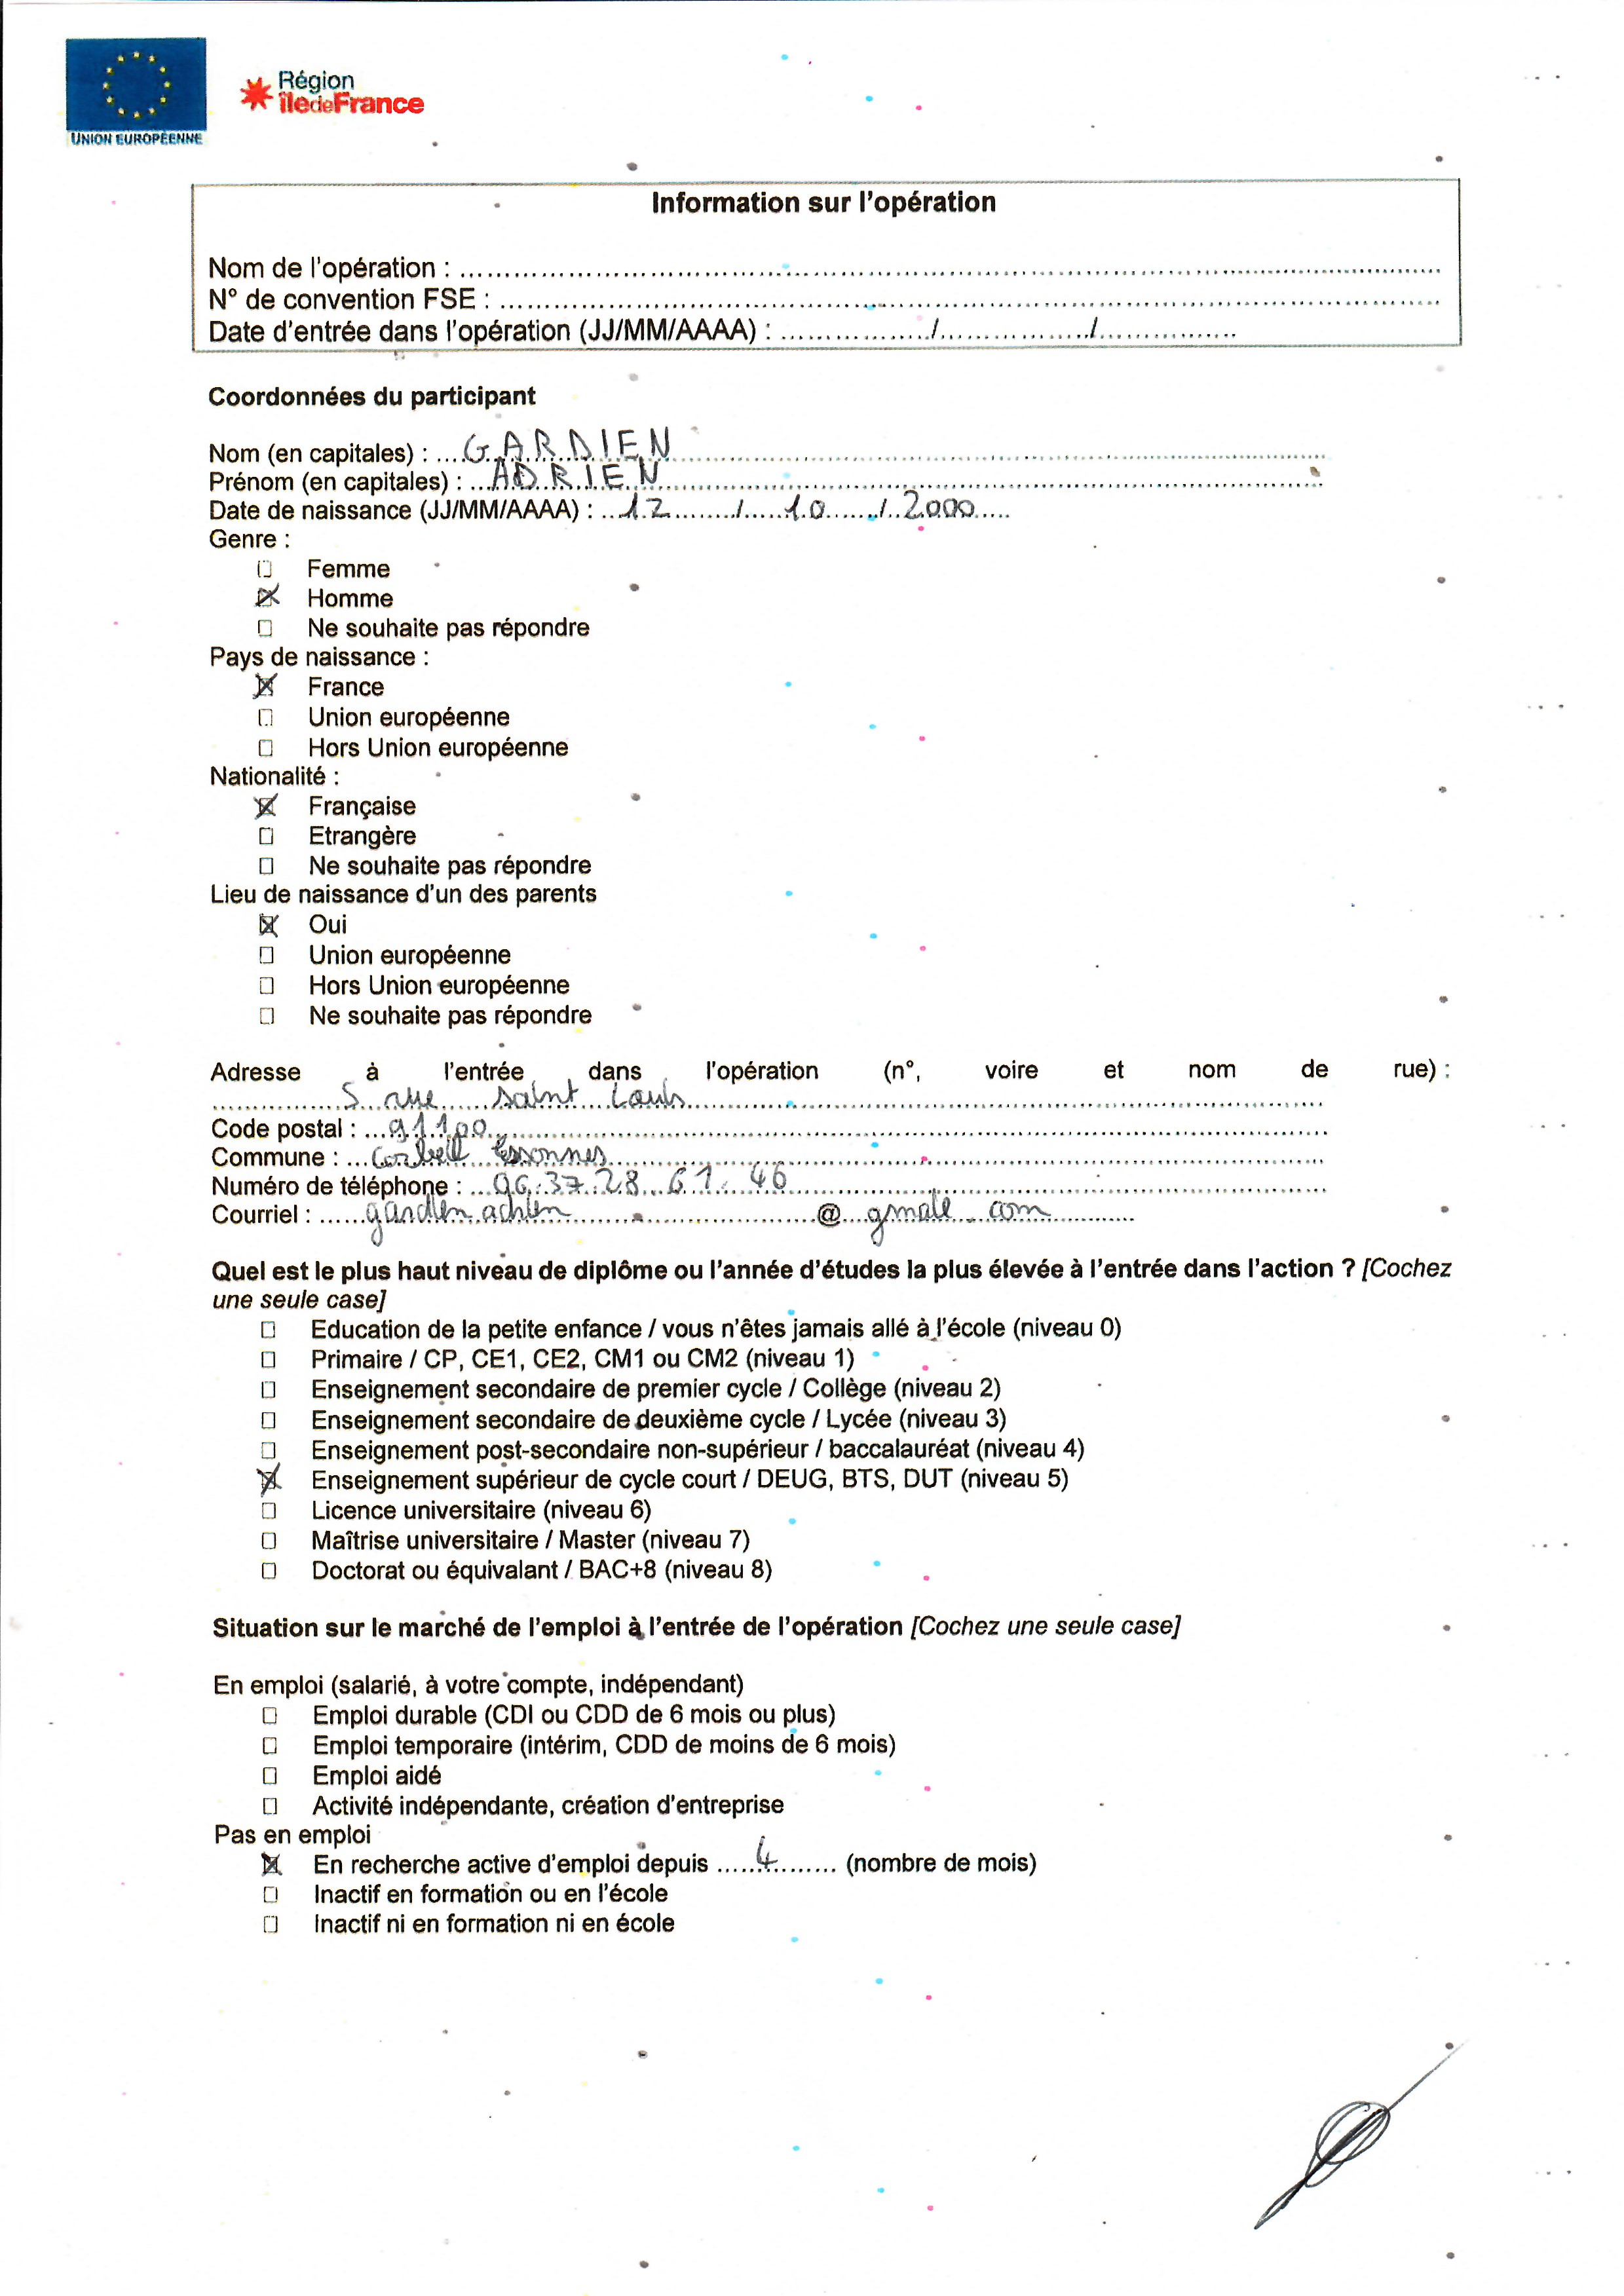 UNION EUROPÉENNE
Région
îledeFrance
Information sur l'opération
Nom de l'opération :
N° de convention FSE :
Date d'entrée dans l'opération (JJ/MM/AAAA) : / /
Coordonnées du participant
Nom (en capitales) : GARDIEN
Prénom (en capitales) : ADRIEN
Date de naissance (JJ/MM/AAAA) : 12 / 10 / 2000
Genre :
Femme
Homme
Ne souhaite pas répondre
Pays de naissance :
France
Union européenne
Hors Union européenne
Nationalité :
Française
Etrangère
Ne souhaite pas répondre
Lieu de naissance d'un des parents
Oui
Union européenne
Hors Union européenne
Ne souhaite pas répondre
Adresse à l'entrée dans l'opération (n°, voire et nom de rue) :
5 rue saint Louis
Code postal : 91100
Commune : Corbeil Essonnes
Numéro de téléphone : 06.37.28.61.46
Courriel : @ .com
Quel est le plus haut niveau de diplôme ou l'année d'études la plus élevée à l'entrée dans l'action ? [Cochez
une seule case]
Education de la petite enfance / vous n'êtes jamais allé à l'école (niveau 0)
Primaire / CP, CE1, CE2, CM1 ou CM2 (niveau 1)
Enseignement secondaire de premier cycle / Collège (niveau 2)
Enseignement secondaire de deuxième cycle / Lycée (niveau 3)
Enseignement post-secondaire non-supérieur / baccalauréat (niveau 4)
Enseignement supérieur de cycle court / DEUG, BTS, DUT (niveau 5)
Licence universitaire (niveau 6)
Maîtrise universitaire / Master (niveau 7)
Doctorat ou équivalant / BAC+8 (niveau 8)
Situation sur le marché de l'emploi à l'entrée de l'opération [Cochez une seule case]
En emploi (salarié, à votre compte, indépendant)
Emploi durable (CDI ou CDD de 6 mois ou plus)
Emploi temporaire (intérim, CDD de moins de 6 mois)
Emploi aidé
Activité indépendante, création d'entreprise
Pas en emploi
En recherche active d'emploi depuis 4 (nombre de mois)
Inactif en formation ou en l'école
Inactif ni en formation ni en école